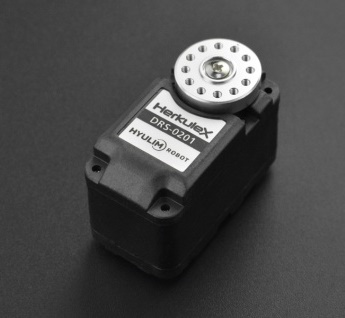 HerkuleX
DRS-0201
HYULIM ROBOT